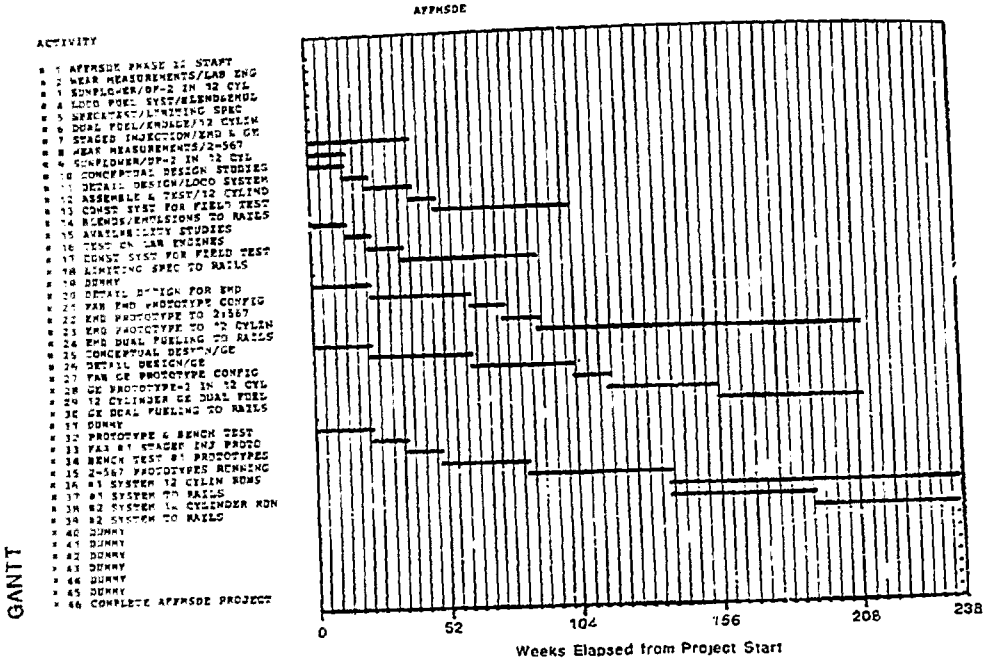 AFFMSDE
ACTIVITY
* 1 AFFMSDE PHASE II START
* 2 WEAR MEASUREMENTS/LAB ENG
* 3 SUNFLOWER/DF-2 IN 12 CYL
* 4 LOCO FUEL SYST/BLEND&EMUL
* 5 SPEC&TEST/LIMITING SPEC
* 6 DUAL FUEL/EMD&GE/12 CYLIN
* 7 STAGED INJECTION/EMD & GE
* 8 WEAR MEASUREMENTS/2-567
* 9 SUNFLOWER/DF-2 IN 12 CYL
* 10 CONCEPTUAL DESIGN STUDIES
* 11 DETAIL DESIGN/LOCO SYSTEM
* 12 ASSEMBLE & TEST/12 CYLIND
* 13 CONST SYST FOR FIELD TEST
* 14 BLENDS/EMULSIONS TO RAILS
* 15 AVAILABILITY STUDIES
* 16 TEST ON LAB ENGINES
* 17 CONST SYST FOR FIELD TEST
* 18 LIMITING SPEC TO RAILS
* 19 DUMMY
* 20 DETAIL DESIGN FOR EMD
* 21 FAB EMD PROTOTYPE CONFIG
* 22 EMD PROTOTYPE TO 2-567
* 23 EMD PROTOTYPE TO 12 CYLIN
* 24 EMD DUAL FUELING TO RAILS
* 25 CONCEPTUAL DESIGN/GE
* 26 DETAIL DESIGN/GE
* 27 FAB GE PROTOTYPE CONFIG
* 28 GE PROTOTYPE-2 IN 12 CYL
* 29 12 CYLINDER GE DUAL FUEL
* 30 GE DUAL FUELING TO RAILS
* 31 DUMMY
* 32 PROTOTYPE & BENCH TEST
* 33 FAB #1 STAGED INJ PROTO
* 34 BENCH TEST #1 PROTOTYPES
* 35 2-567 PROTOTYPES RUNNING
* 36 #1 SYSTEM 12 CYLIN RUNS
* 37 #1 SYSTEM TO RAILS
* 38 #2 SYSTEM 12 CYLINDER RUN
* 39 #2 SYSTEM TO RAILS
* 40 DUMMY
* 41 DUMMY
* 42 DUMMY
* 43 DUMMY
* 44 DUMMY
* 45 DUMMY
* 46 COMPLETE AFFMSDE PROJECT
GANTT
0 52 104 156 208 238
Weeks Elapsed from Project Start